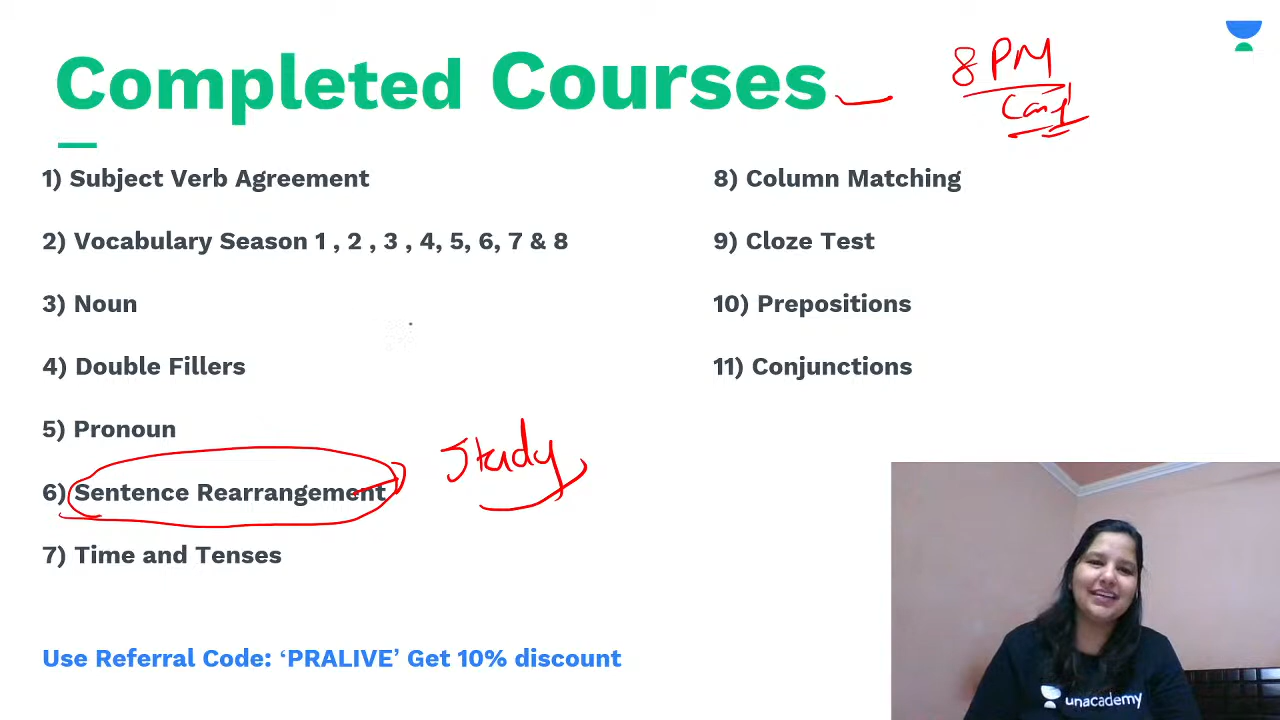 Completed Courses
8 PM
1) Subject Verb Agreement
2) Vocabulary Season 1 , 2 , 3 , 4, 5, 6, 7 & 8
3) Noun
4) Double Fillers
5) Pronoun
6) Sentence Rearrangement
Study
7) Time and Tenses
8) Column Matching
9) Cloze Test
10) Prepositions
11) Conjunctions
Use Referral Code: ‘PRALIVE’ Get 10% discount
unacademy